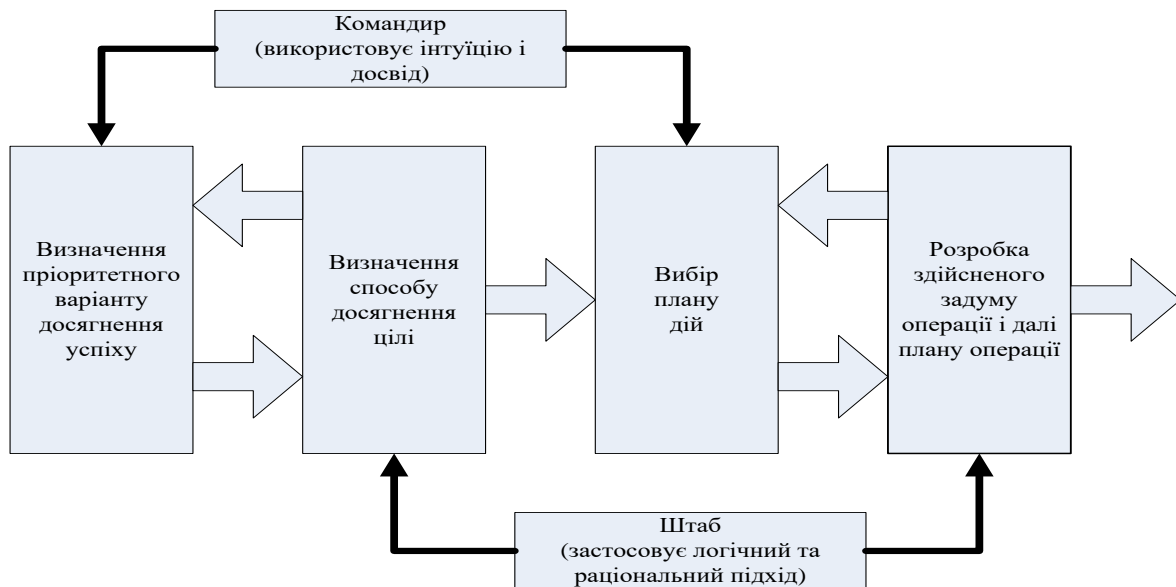 Командир
(використовує інтуїцію і
досвід)
Визначення
пріоритетного
варіанту
досягнення
успіху
Визначення
способу
досягнення
цілі
Вибір
плану
дій
Розробка
здійсненого
задуму
операції і далі
плану операції
Штаб
(застосовує логічний та
раціональний підхід)